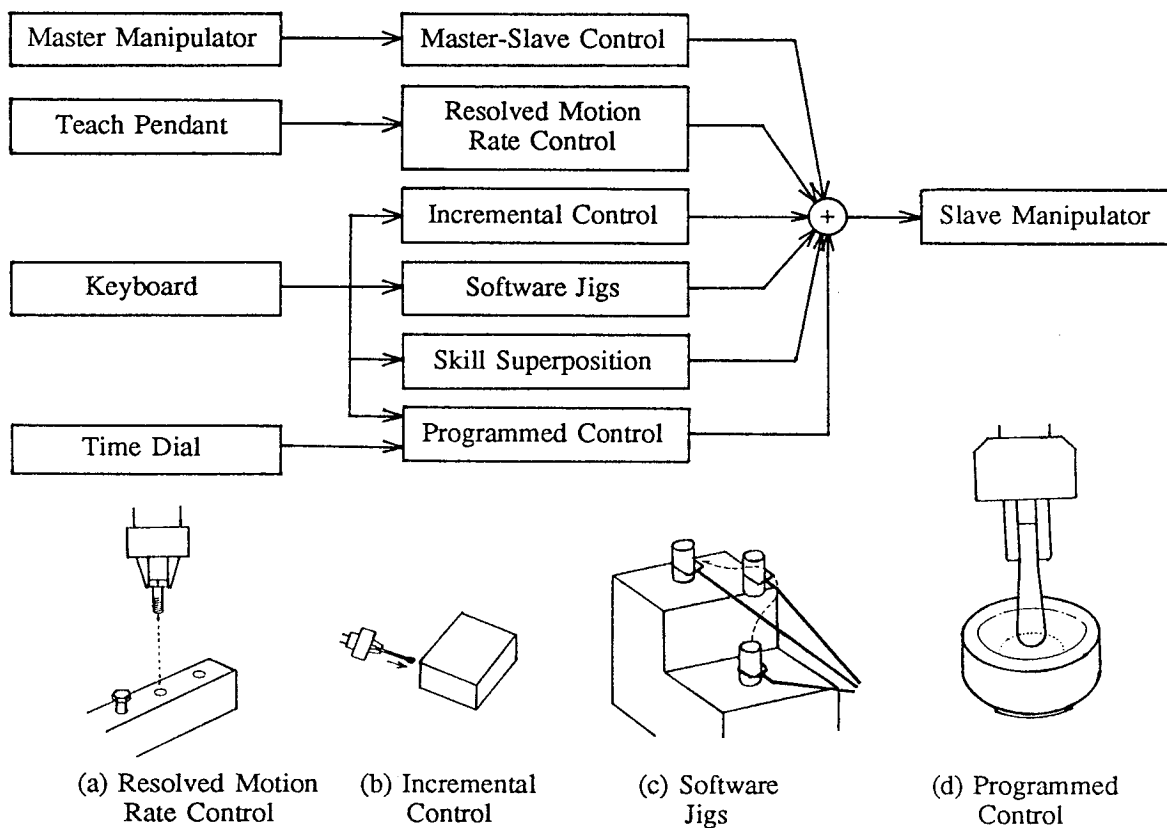 Master Manipulator
Master-Slave Control
Teach Pendant
Resolved Motion
Rate Control
Incremental Control
+
Slave Manipulator
Keyboard
Software Jigs
Skill Superposition
Time Dial
Programmed Control
(a) Resolved Motion
Rate Control
(b) Incremental
Control
(c) Software
Jigs
(d) Programmed
Control